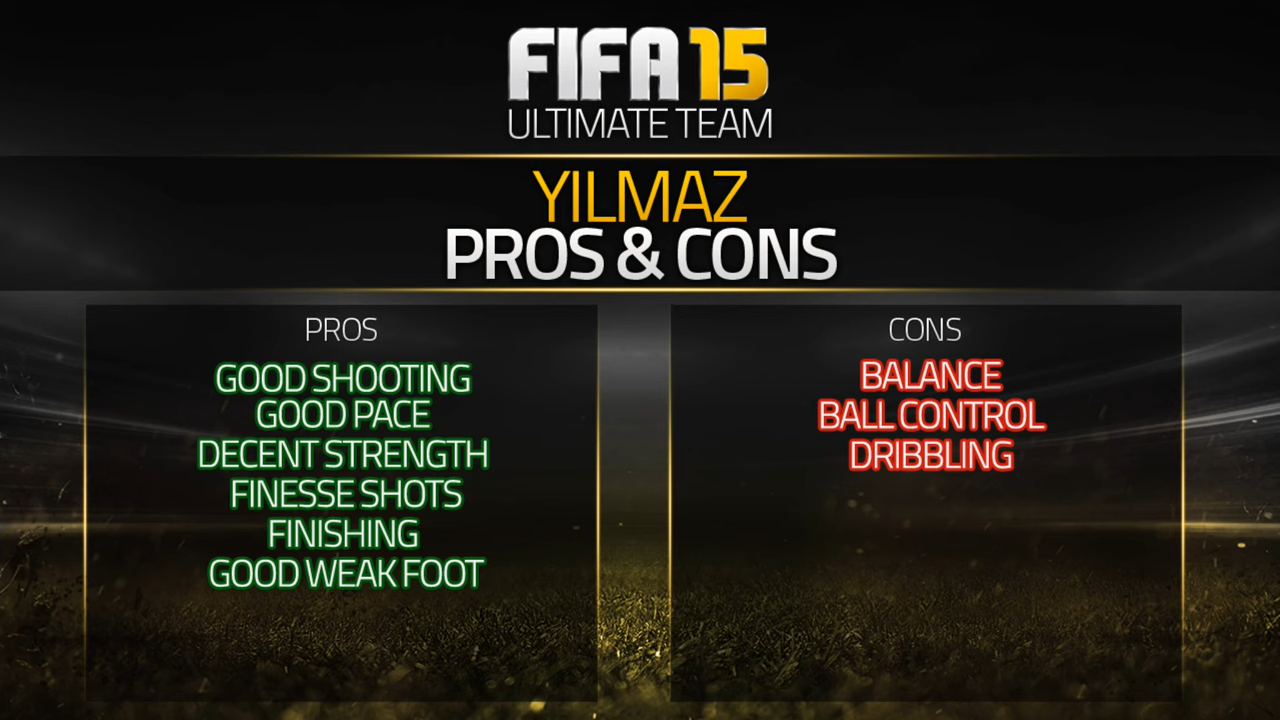 FIFA 15
ULTIMATE TEAM
YILMAZ
PROS & CONS
PROS
GOOD SHOOTING
GOOD PACE
DECENT STRENGTH
FINESSE SHOTS
FINISHING
GOOD WEAK FOOT
CONS
BALANCE
BALL CONTROL
DRIBBLING